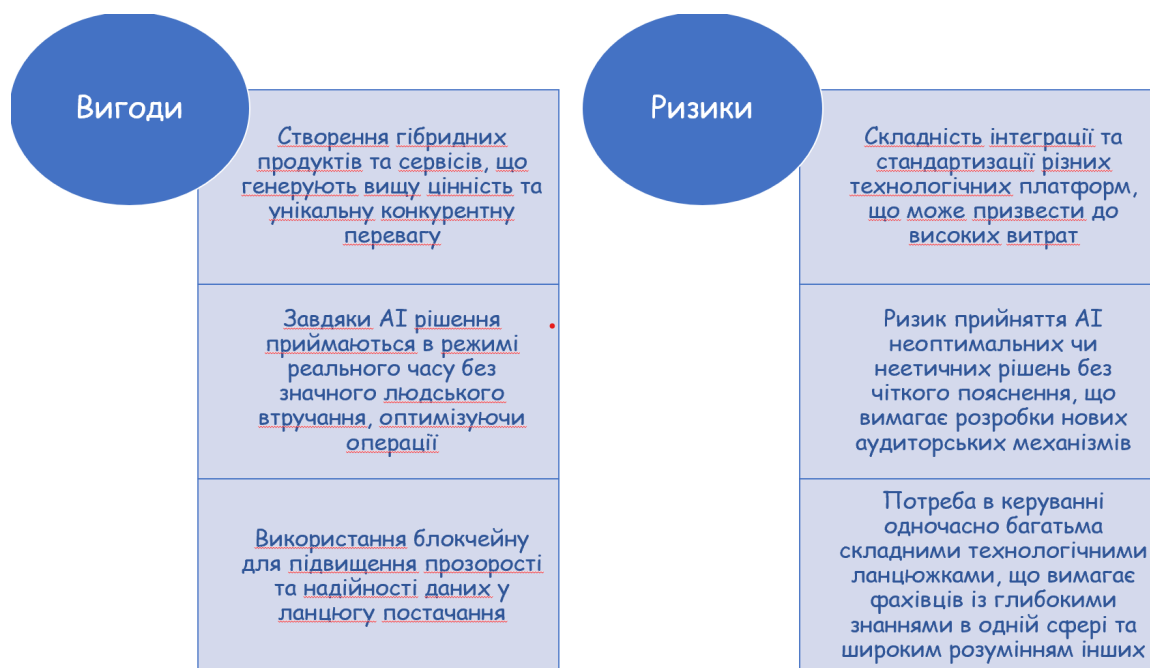 Вигоди
Створення гібридних
продуктів та сервісів, що
генерують вищу цінність та
унікальну конкурентну
перевагу
Завдяки АІ рішення
приймаються в режимі
реального часу без
значного людського
втручання, оптимізуючи
операції
Використання блокчейну
для підвищення прозорості
та надійності даних у
ланцюгу постачання
Ризики
Складність інтеграції та
стандартизації різних
технологічних платформ,
що може призвести до
високих витрат
Ризик прийняття АІ
неоптимальних чи
неетичних рішень без
чіткого пояснення, що
вимагає розробки нових
аудиторських механізмів
Потреба в керуванні
одночасно багатьма
складними технологічними
ланцюжками, що вимагає
фахівців із глибокими
знаннями в одній сфері та
широким розумінням інших